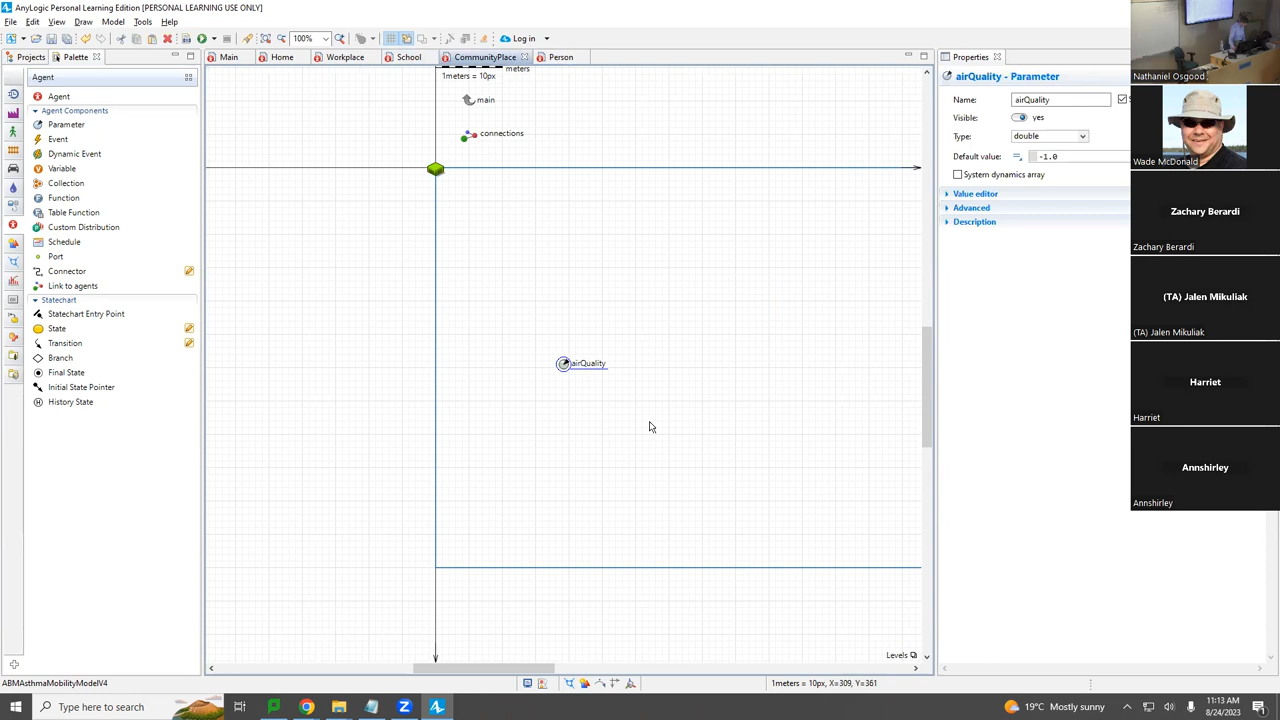 AnyLogic Personal Learning Edition [PERSONAL LEARNING USE ONLY]
File Edit View Draw Model Tools Help
100% Log in
Projects Palette
Main Home Workplace School CommunityPlace Person
Properties
Agent
Agent
Agent Components
Parameter
Event
Dynamic Event
Variable
Collection
Function
Table Function
Custom Distribution
Schedule
Port
Connector
Link to agents
Statechart
Statechart Entry Point
State
Transition
Branch
Final State
Initial State Pointer
History State
meters
1meters = 10px
main
connections
airQuality
Levels
airQuality - Parameter
Name: airQuality
Visible: yes
Type: double
Default value: -1.0
System dynamics array
Value editor
Advanced
Description
Nathaniel Osgood
Wade McDonald
Zachary Berardi
Zachary Berardi
(TA) Jalen Mikuliak
(TA) Jalen Mikuliak
Harriet
Harriet
Annshirley
Annshirley
ABMAsthmaMobilityModelV4
1meters = 10px, X=309, Y=361
Type here to search
19°C Mostly sunny
11:13 AM
8/24/2023